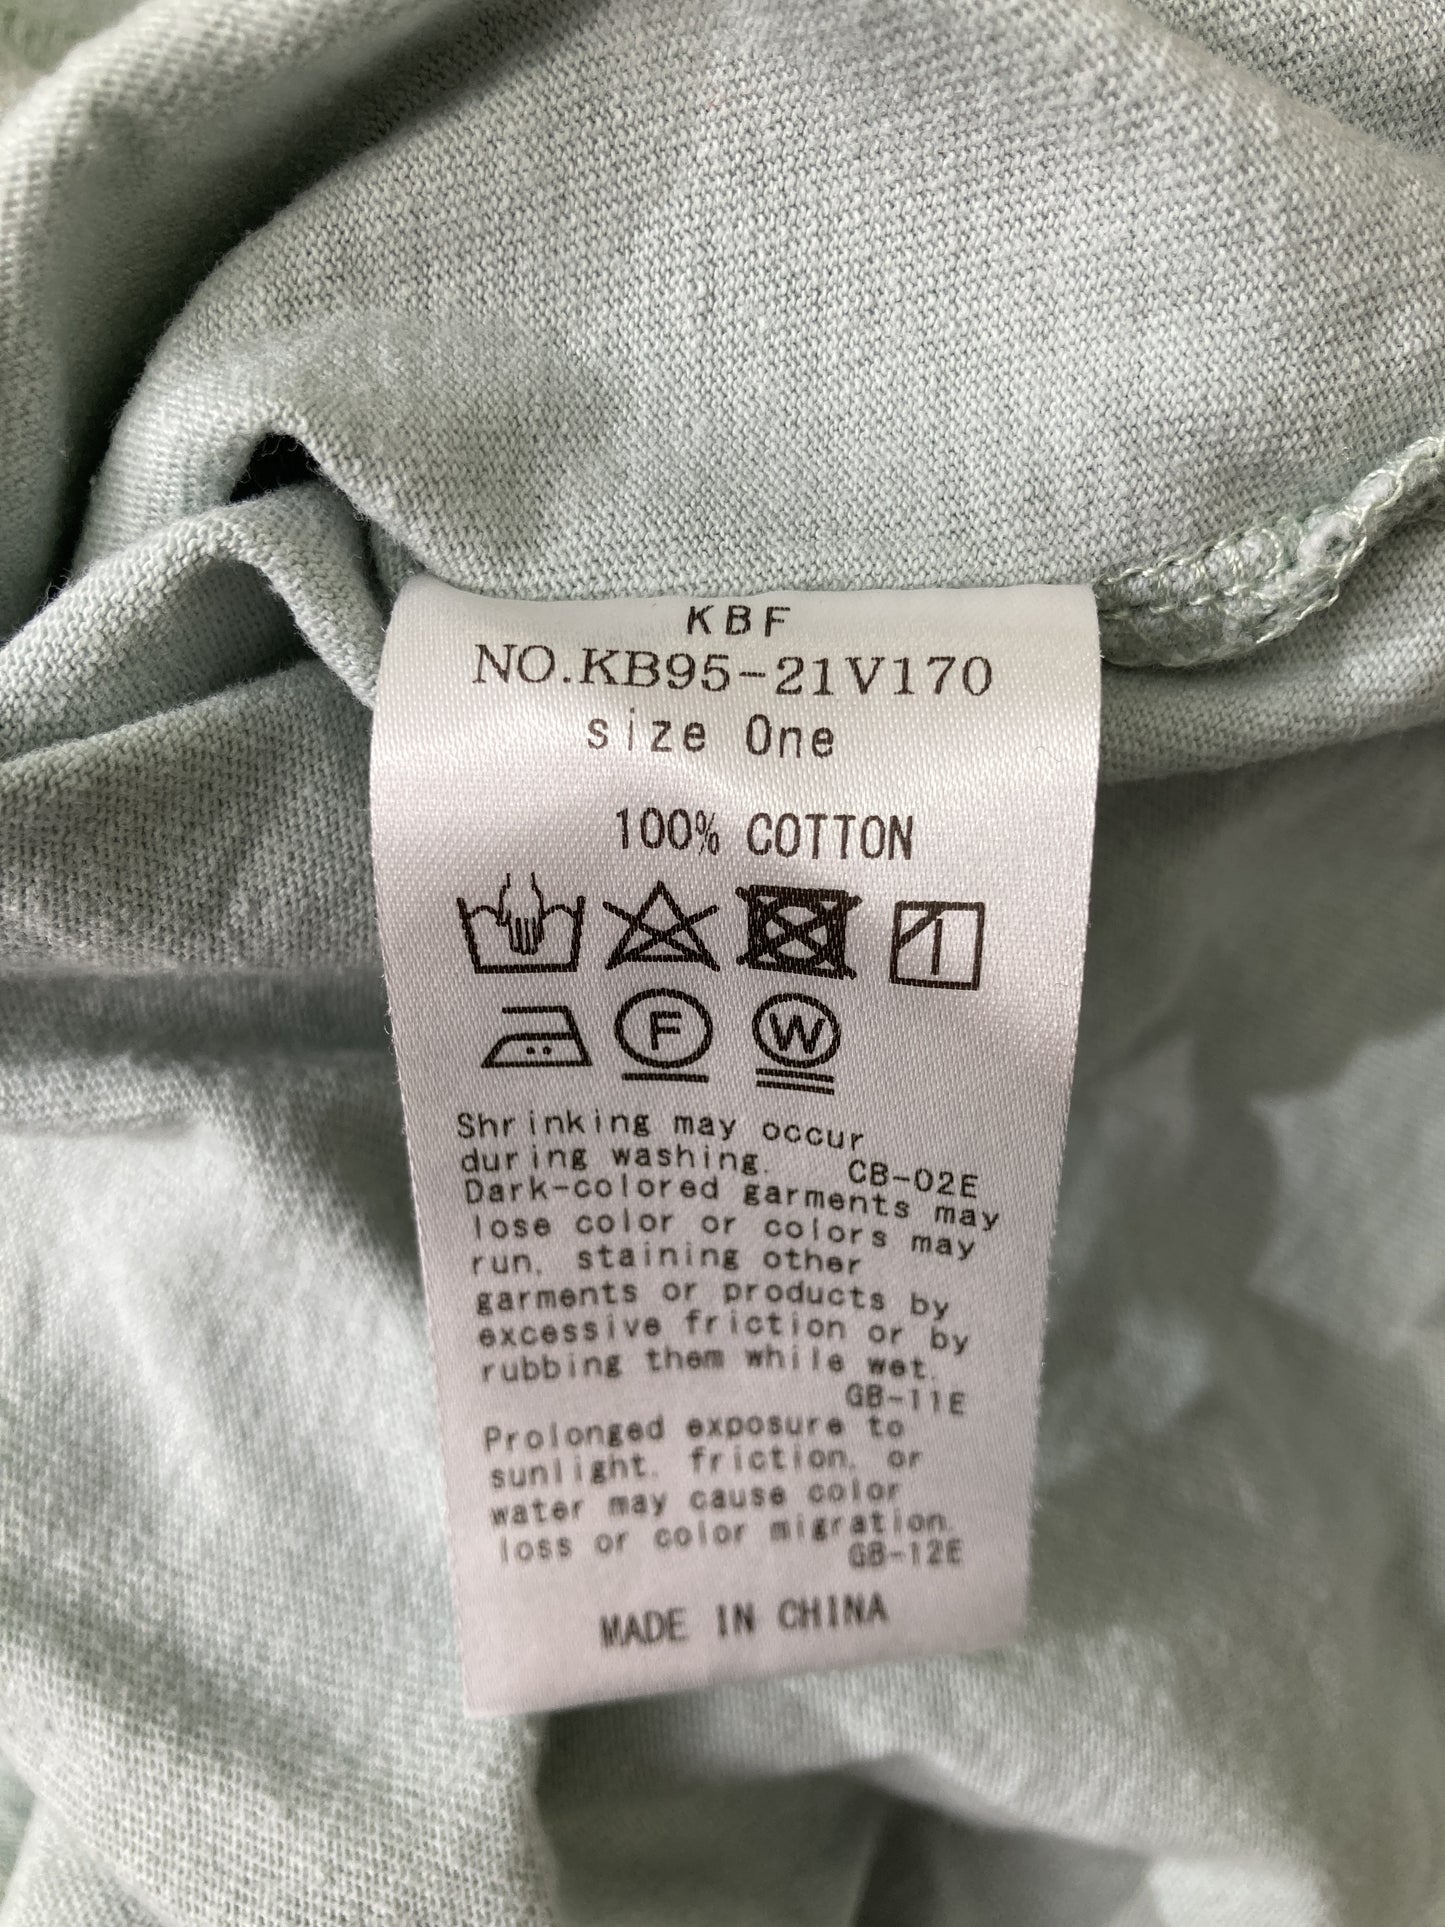 KBF
NO.KB95-21V170
size One
100% COTTON
F W
Shrinking may occur
during washing. CB-02E
Dark-colored garments may
lose color or colors may
run, staining other
garments or products by
excessive friction or by
rubbing them while wet.
GB-11E
Prolonged exposure to
sunlight, friction, or
water may cause color
loss or color migration.
GB-12E
MADE IN CHINA